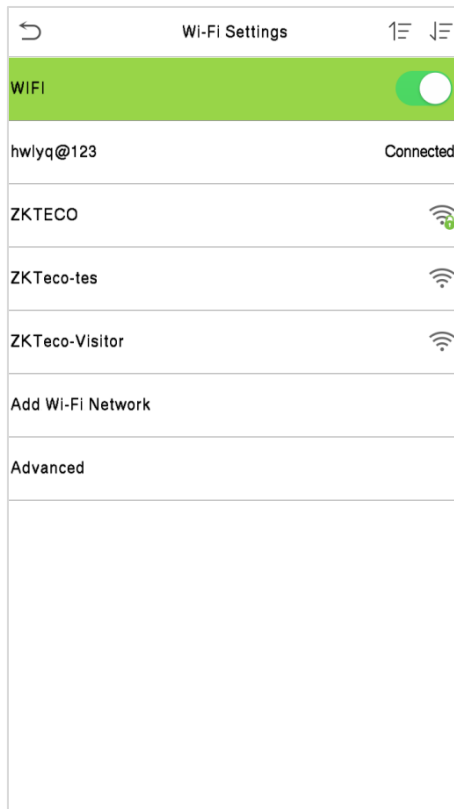 Wi-Fi Settings
WIFI
hwlyq@123 Connected
ZKTECO
ZKTeco-tes
ZKTeco-Visitor
Add Wi-Fi Network
Advanced